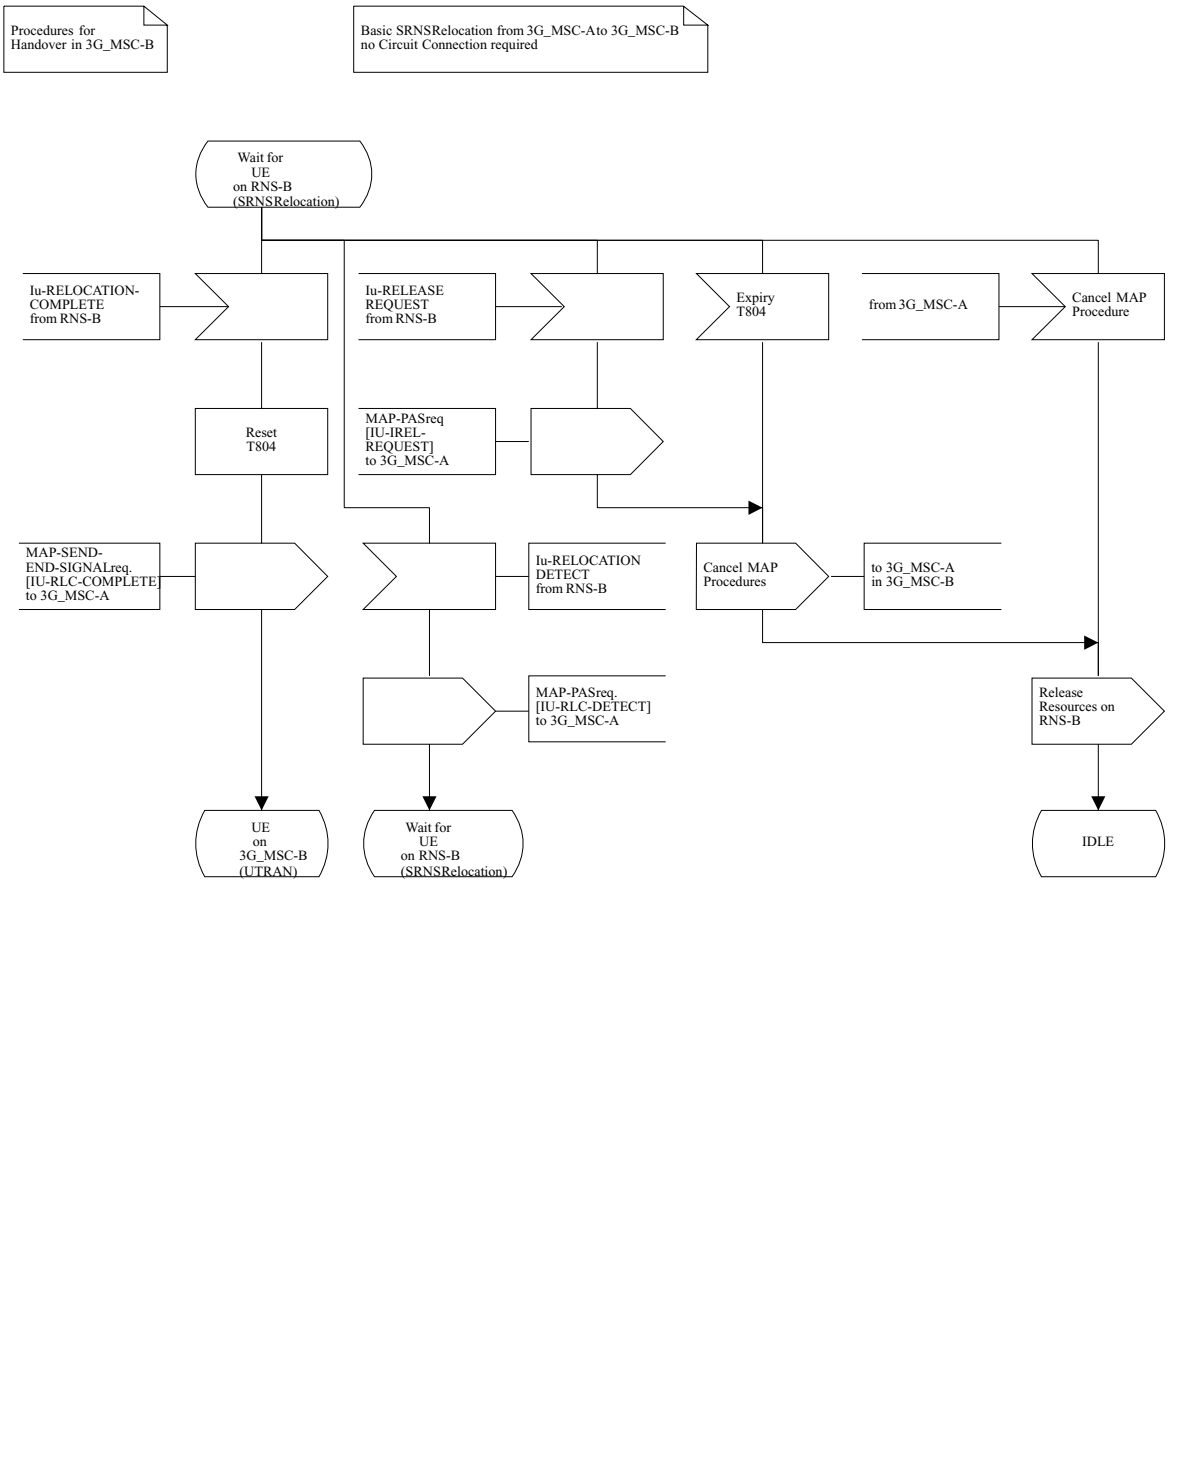 Procedures for
Handover in 3G_MSC-B
Basic SRNSRelocation from 3G_MSC-Ato 3G_MSC-B
no Circuit Connection required
Wait for
UE
on RNS-B
(SRNSRelocation)
Iu-RELOCATION-
COMPLETE
from RNS-B
Iu-RELEASE
REQUEST
from RNS-B
Expiry
T804
from 3G_MSC-A
Cancel MAP
Procedure
Reset
T804
MAP-PASreq
[IU-IREL-
REQUEST]
to 3G_MSC-A
MAP-SEND-
END-SIGNALreq.
[IU-RLC-COMPLETE]
to 3G_MSC-A
Iu-RELOCATION
DETECT
from RNS-B
Cancel MAP
Procedures
to 3G_MSC-A
in 3G_MSC-B
MAP-PASreq.
[IU-RLC-DETECT]
to 3G_MSC-A
Release
Resources on
RNS-B
UE
on
3G_MSC-B
(UTRAN)
Wait for
UE
on RNS-B
(SRNSRelocation)
IDLE